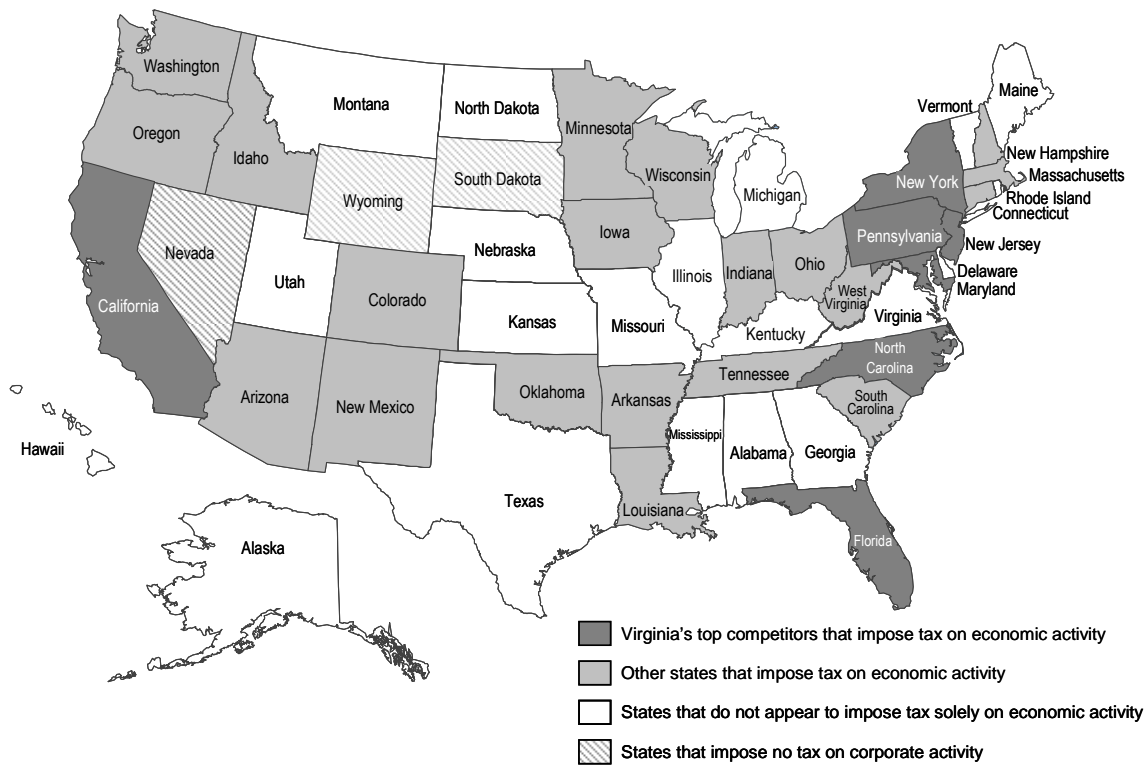 Washington
Montana
North Dakota
Minnesota
Vermont
Maine
Oregon
Idaho
Wyoming
South Dakota
Wisconsin
Michigan
New York
New Hampshire
Massachusetts
Rhode Island
Connecticut
Nevada
Utah
Nebraska
Iowa
Pennsylvania
New Jersey
California
Colorado
Kansas
Missouri
Illinois
Indiana
Ohio
West
Virginia
Delaware
Maryland
Kentucky
Virginia
Arizona
New Mexico
Oklahoma
Arkansas
Tennessee
North
Carolina
South
Carolina
Hawaii
Mississippi
Alabama
Georgia
Texas
Louisiana
Florida
Alaska
Virginia's top competitors that impose tax on economic activity
Other states that impose tax on economic activity
States that do not appear to impose tax solely on economic activity
States that impose no tax on corporate activity